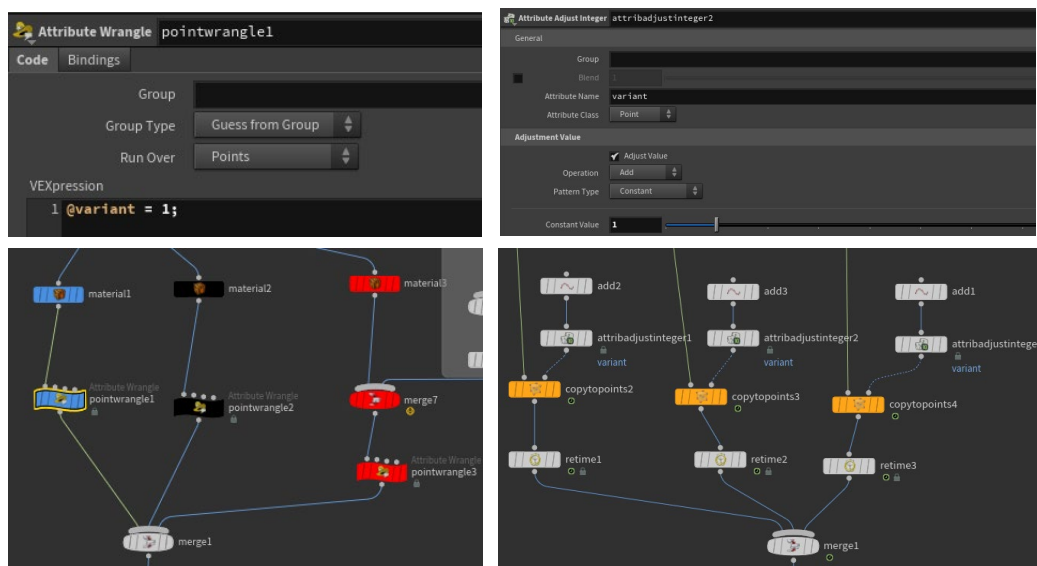 Attribute Wrangle pointwrangle1
Code Bindings
Group
Group Type Guess from Group
Run Over Points
VEXpression
1 @variant = 1;
Attribute Adjust Integer attribadjustinteger2
General
Group
Blend 1
Attribute Name variant
Attribute Class Point
Adjustment Value
Adjust Value
Operation Add
Pattern Type Constant
Constant Value 1
material1
material2
material3
Attribute Wrangle
pointwrangle1
Attribute Wrangle
pointwrangle2
merge7
Attribute Wrangle
pointwrangle3
merge1
add2
add3
add1
attribadjustinteger1
variant
attribadjustinteger2
variant
attribadjustintege
variant
copytopoints2
copytopoints3
copytopoints4
retime1
retime2
retime3
merge1